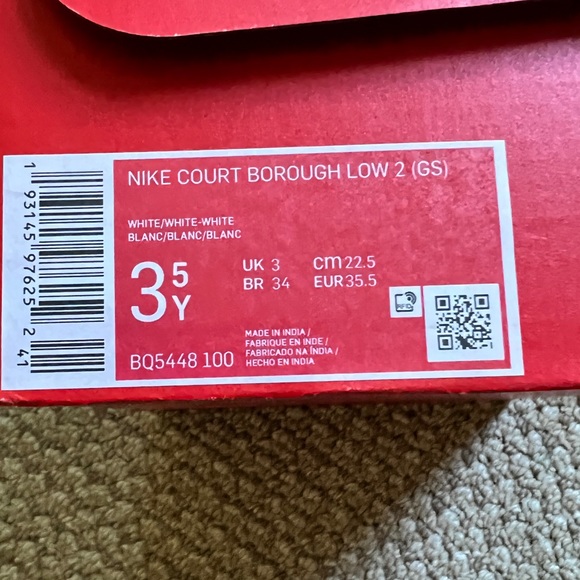 NIKE COURT BOROUGH LOW 2 (GS)
WHITE/WHITE-WHITE
BLANC/BLANC/BLANC
3 5 Y
UK 3 cm 22.5
BR 34 EUR 35.5
RFID
MADE IN INDIA /
FABRIQUE EN INDE /
FABRICADO NA ÍNDIA /
HECHO EN INDIA
BQ5448 100
1 93145 97625 2 41